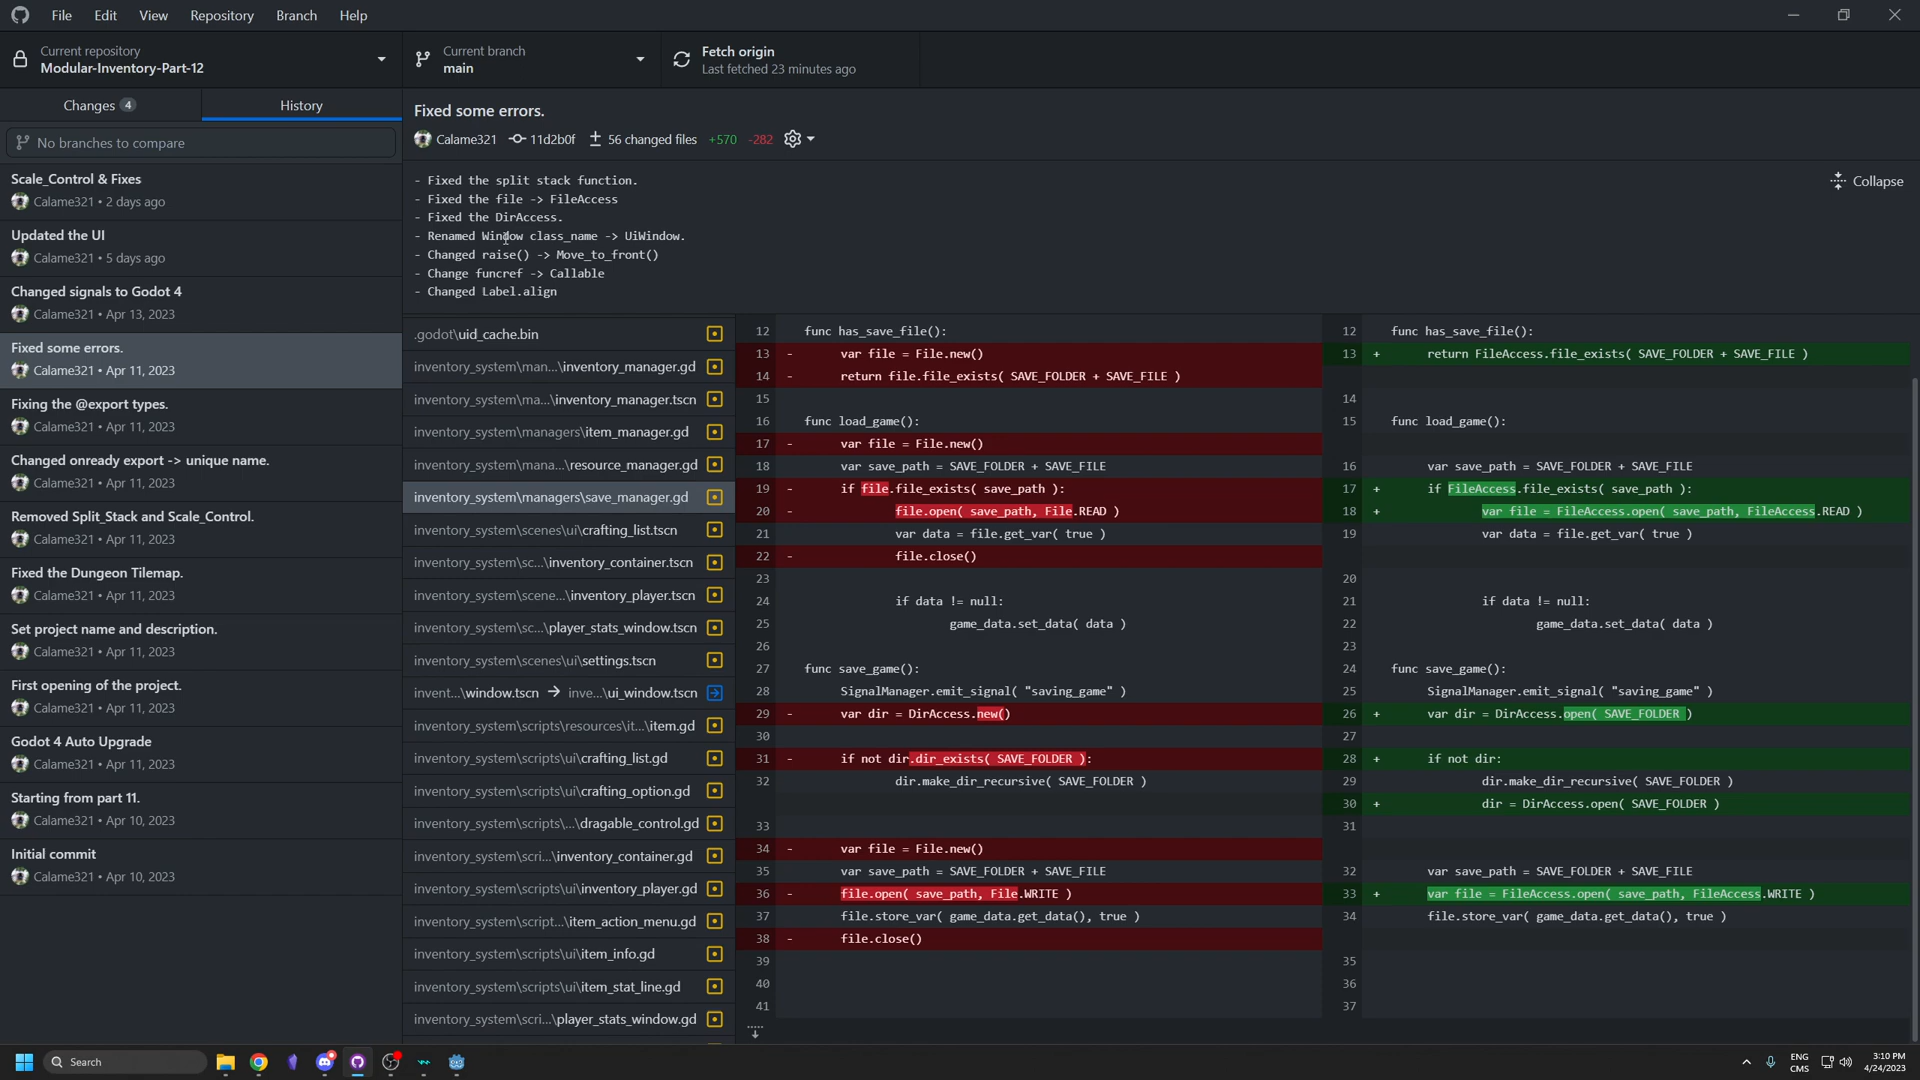 File Edit View Repository Branch Help
Current repository
Modular-Inventory-Part-12
Current branch
main
Fetch origin
Last fetched 23 minutes ago
Changes 4
History
No branches to compare
Scale_Control & Fixes
Calame321 • 2 days ago
Updated the UI
Calame321 • 5 days ago
Changed signals to Godot 4
Calame321 • Apr 13, 2023
Fixed some errors.
Calame321 • Apr 11, 2023
Fixing the @export types.
Calame321 • Apr 11, 2023
Changed onready export -> unique name.
Calame321 • Apr 11, 2023
Removed Split_Stack and Scale_Control.
Calame321 • Apr 11, 2023
Fixed the Dungeon Tilemap.
Calame321 • Apr 11, 2023
Set project name and description.
Calame321 • Apr 11, 2023
First opening of the project.
Calame321 • Apr 11, 2023
Godot 4 Auto Upgrade
Calame321 • Apr 11, 2023
Starting from part 11.
Calame321 • Apr 10, 2023
Initial commit
Calame321 • Apr 10, 2023
Fixed some errors.
Calame321 11d2b0f 56 changed files +570 -282
- Fixed the split stack function.
- Fixed the file -> FileAccess
- Fixed the DirAccess.
- Renamed Window class_name -> UiWindow.
- Changed raise() -> Move_to_front()
- Change funcref -> Callable
- Changed Label.align
Collapse
.godot\uid_cache.bin
inventory_system\man...\inventory_manager.gd
inventory_system\ma...\inventory_manager.tscn
inventory_system\managers\item_manager.gd
inventory_system\mana...\resource_manager.gd
inventory_system\managers\save_manager.gd
inventory_system\scenes\ui\crafting_list.tscn
inventory_system\sc...\inventory_container.tscn
inventory_system\scene...\inventory_player.tscn
inventory_system\sc...\player_stats_window.tscn
inventory_system\scenes\ui\settings.tscn
invent...\window.tscn → inve...\ui_window.tscn
inventory_system\scripts\resources\it...\item.gd
inventory_system\scripts\ui\crafting_list.gd
inventory_system\scripts\ui\crafting_option.gd
inventory_system\scripts\...\dragable_control.gd
inventory_system\scri...\inventory_container.gd
inventory_system\scripts\ui\inventory_player.gd
inventory_system\script...\item_action_menu.gd
inventory_system\scripts\ui\item_info.gd
inventory_system\scripts\ui\item_stat_line.gd
inventory_system\scri...\player_stats_window.gd
12 func has_save_file():
13 - var file = File.new()
14 - return file.file_exists( SAVE_FOLDER + SAVE_FILE )
15
16 func load_game():
17 - var file = File.new()
18 var save_path = SAVE_FOLDER + SAVE_FILE
19 - if file.file_exists( save_path ):
20 - file.open( save_path, File.READ )
21 var data = file.get_var( true )
22 - file.close()
23
24 if data != null:
25 game_data.set_data( data )
26
27 func save_game():
28 SignalManager.emit_signal( "saving_game" )
29 - var dir = DirAccess.new()
30
31 - if not dir.dir_exists( SAVE_FOLDER ):
32 dir.make_dir_recursive( SAVE_FOLDER )
33
34 - var file = File.new()
35 var save_path = SAVE_FOLDER + SAVE_FILE
36 - file.open( save_path, File.WRITE )
37 file.store_var( game_data.get_data(), true )
38 - file.close()
39
40
41
12 func has_save_file():
13 + return FileAccess.file_exists( SAVE_FOLDER + SAVE_FILE )
14
15 func load_game():
16 var save_path = SAVE_FOLDER + SAVE_FILE
17 + if FileAccess.file_exists( save_path ):
18 + var file = FileAccess.open( save_path, FileAccess.READ )
19 var data = file.get_var( true )
20
21 if data != null:
22 game_data.set_data( data )
23
24 func save_game():
25 SignalManager.emit_signal( "saving_game" )
26 + var dir = DirAccess.open( SAVE_FOLDER )
27
28 + if not dir:
29 dir.make_dir_recursive( SAVE_FOLDER )
30 + dir = DirAccess.open( SAVE_FOLDER )
31
32 var save_path = SAVE_FOLDER + SAVE_FILE
33 + var file = FileAccess.open( save_path, FileAccess.WRITE )
34 file.store_var( game_data.get_data(), true )
35
36
37
Search
ENG
CMS
3:10 PM
4/24/2023